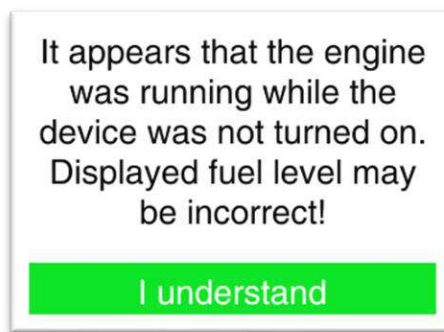 It appears that the engine
was running while the
device was not turned on.
Displayed fuel level may
be incorrect!
I understand